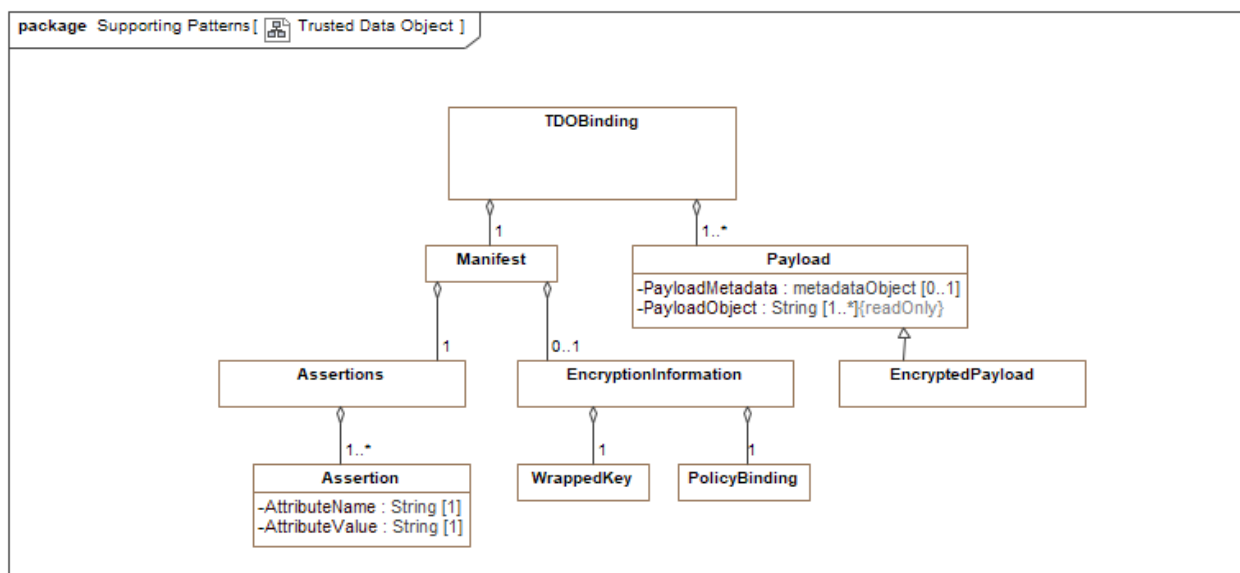 package Supporting Patterns[ Trusted Data Object ]
TDOBinding
1
1..*
Manifest
Payload
-PayloadMetadata : metadataObject [0..1]
-PayloadObject : String [1..*]{readOnly}
1
0..1
Assertions
EncryptionInformation
EncryptedPayload
1..*
1
1
Assertion
-AttributeName : String [1]
-AttributeValue : String [1]
WrappedKey
PolicyBinding